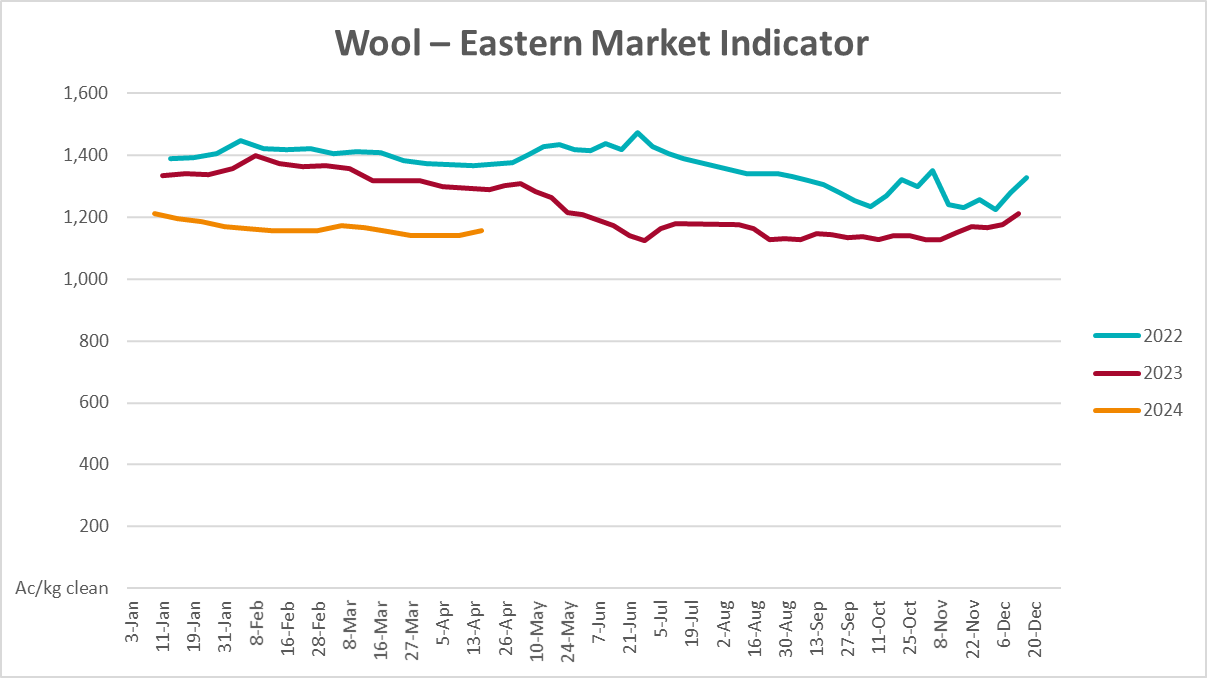 Wool – Eastern Market Indicator
1,600
1,400
1,200
1,000
800
600
400
200
Ac/kg clean
3-Jan
11-Jan
19-Jan
31-Jan
8-Feb
16-Feb
28-Feb
8-Mar
16-Mar
27-Mar
5-Apr
13-Apr
26-Apr
10-May
24-May
7-Jun
21-Jun
5-Jul
19-Jul
2-Aug
16-Aug
30-Aug
13-Sep
27-Sep
11-Oct
25-Oct
8-Nov
22-Nov
6-Dec
20-Dec
2022
2023
2024